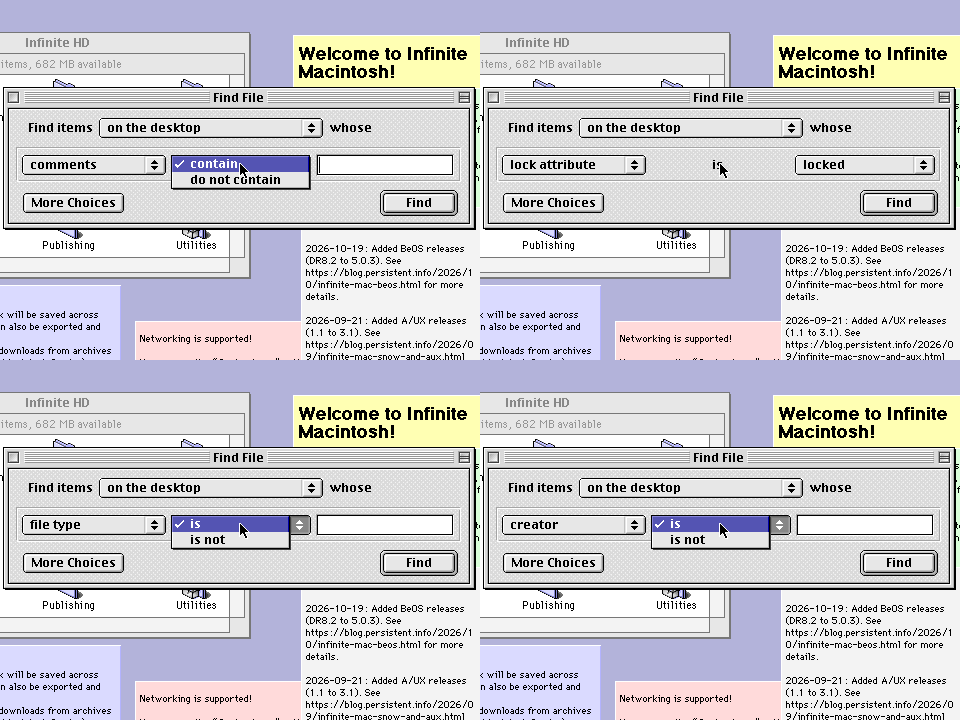 Infinite HD
items, 682 MB available
Welcome to Infinite
Macintosh!
Find File
Find items on the desktop whose
comments contain
do not contain
More Choices Find
Publishing Utilities
2026-10-19: Added BeOS releases
(DR8.2 to 5.0.3). See
https://blog.persistent.info/2026/1
0/infinite-mac-beos.html for more
details.
2026-09-21: Added A/UX releases
(1.1 to 3.1). See
https://blog.persistent.info/2026/0
9/infinite-mac-snow-and-aux.html
will be saved across
also be exported and
downloads from archives
Networking is supported!
Infinite HD
items, 682 MB available
Welcome to Infinite
Macintosh!
Find File
Find items on the desktop whose
lock attribute is locked
More Choices Find
Publishing Utilities
2026-10-19: Added BeOS releases
(DR8.2 to 5.0.3). See
https://blog.persistent.info/2026/1
0/infinite-mac-beos.html for more
details.
2026-09-21: Added A/UX releases
(1.1 to 3.1). See
https://blog.persistent.info/2026/0
9/infinite-mac-snow-and-aux.html
will be saved across
also be exported and
downloads from archives
Networking is supported!
Infinite HD
items, 682 MB available
Welcome to Infinite
Macintosh!
Find File
Find items on the desktop whose
file type is
is not
More Choices Find
Publishing Utilities
2026-10-19: Added BeOS releases
(DR8.2 to 5.0.3). See
https://blog.persistent.info/2026/1
0/infinite-mac-beos.html for more
details.
2026-09-21: Added A/UX releases
(1.1 to 3.1). See
https://blog.persistent.info/2026/0
9/infinite-mac-snow-and-aux.html
will be saved across
also be exported and
downloads from archives
Networking is supported!
Infinite HD
items, 682 MB available
Welcome to Infinite
Macintosh!
Find File
Find items on the desktop whose
creator is
is not
More Choices Find
Publishing Utilities
2026-10-19: Added BeOS releases
(DR8.2 to 5.0.3). See
https://blog.persistent.info/2026/1
0/infinite-mac-beos.html for more
details.
2026-09-21: Added A/UX releases
(1.1 to 3.1). See
https://blog.persistent.info/2026/0
9/infinite-mac-snow-and-aux.html
will be saved across
also be exported and
downloads from archives
Networking is supported!